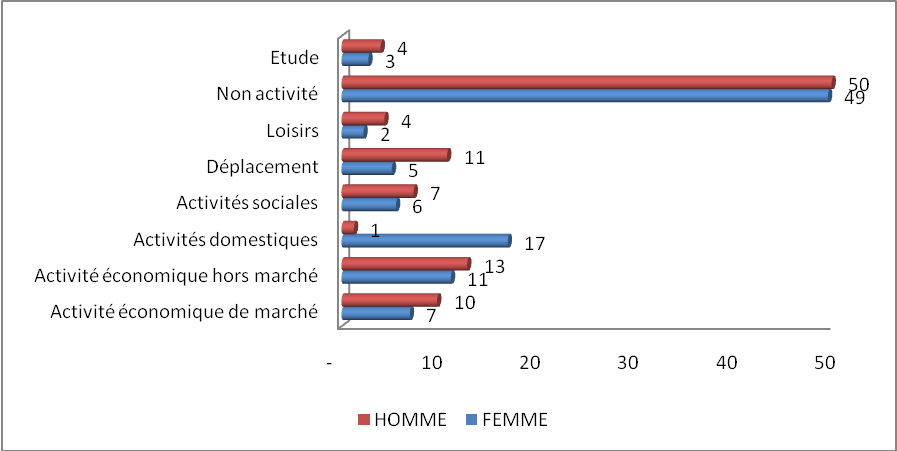 Etude 4
3
Non activité 50
49
Loisirs 4
2
Déplacement 11
5
Activités sociales 7
6
Activités domestiques 1
17
Activité économique hors marché 13
11
Activité économique de marché 10
7
- 10 20 30 40 50
HOMME FEMME